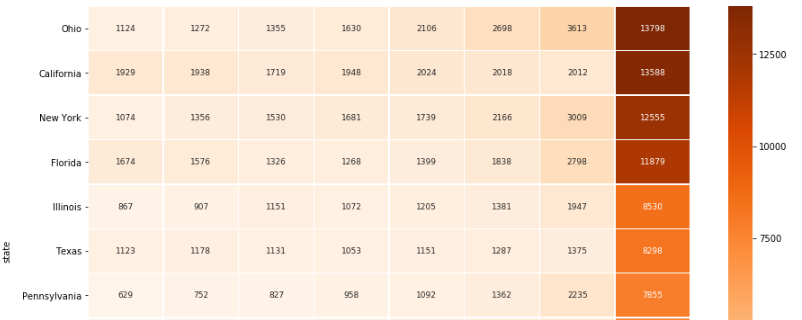 Ohio 1124 1272 1355 1630 2106 2698 3613 13798
California 1929 1938 1719 1948 2024 2018 2012 13588
New York 1074 1356 1530 1681 1739 2166 3009 12555
Florida 1674 1576 1326 1268 1399 1838 2798 11879
Illinois 867 907 1151 1072 1205 1381 1947 8530
Texas 1123 1178 1131 1053 1151 1287 1375 8298
Pennsylvania 629 752 827 958 1092 1362 2235 7855
state
12500
10000
7500